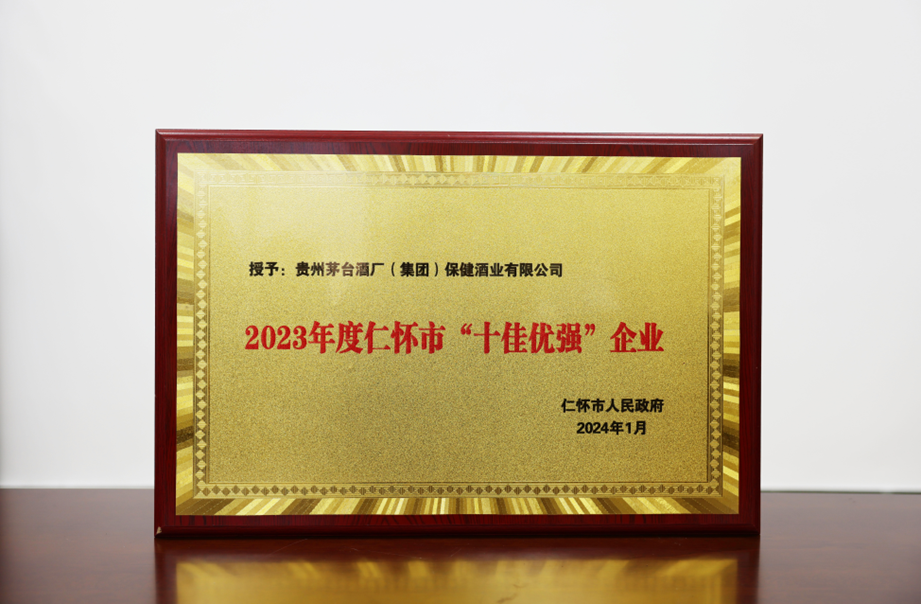 授予：贵州茅台酒厂（集团）保健酒业有限公司
2023年度仁怀市“十佳优强”企业
仁怀市人民政府
2024年1月